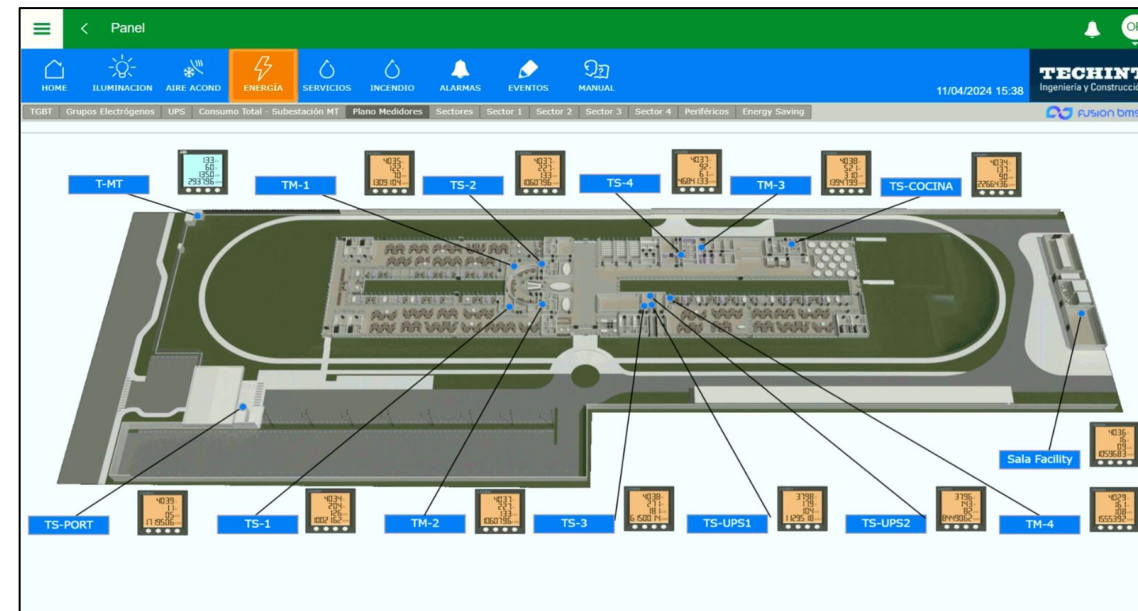 Panel
HOME
ILUMINACION
AIRE ACOND
ENERGÍA
SERVICIOS
INCENDIO
ALARMAS
EVENTOS
MANUAL
11/04/2024 15:38
TECHINT
Ingeniería y Construcció
TGBT
Grupos Electrógenos
UPS
Consumo Total - Subestación MT
Plano Medidores
Sectores
Sector 1
Sector 2
Sector 3
Sector 4
Periféricos
Energy Saving
FUSION bms
T-MT
TM-1
TS-2
TS-4
TM-3
TS-COCINA
Sala Facility
TS-PORT
TS-1
TM-2
TS-3
TS-UPS1
TS-UPS2
TM-4